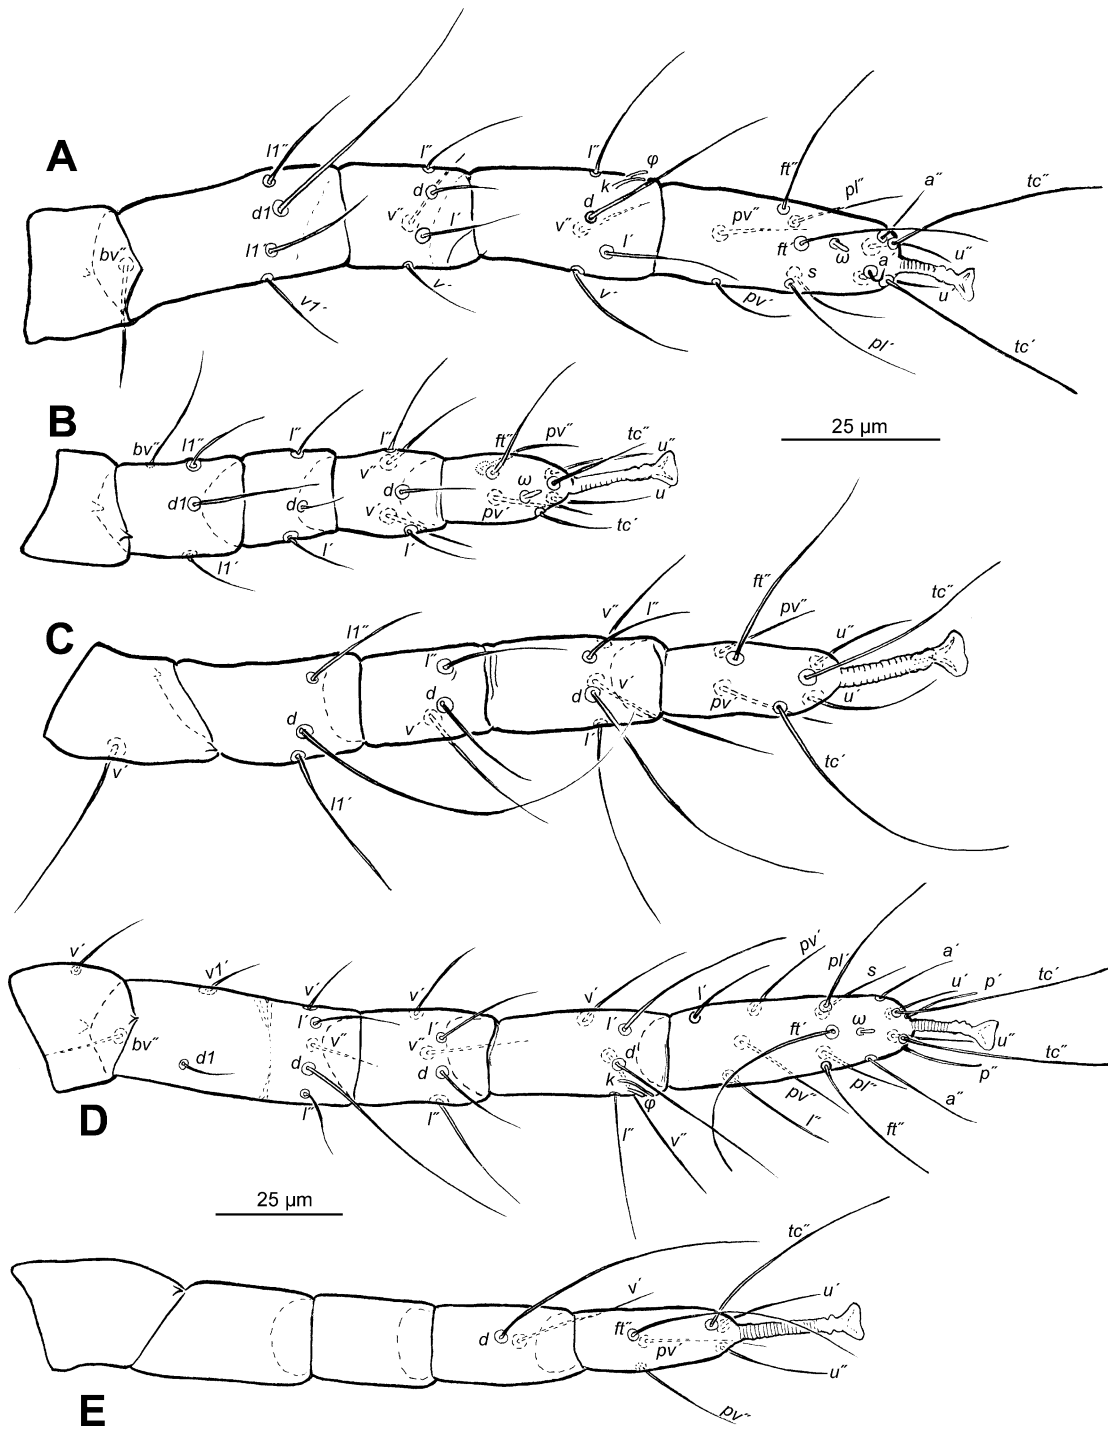 A
l1″ d1 l1′ bv″ v1′ l″ d v″ l′ v′ l″ φ k d v″ l′ v′ ft″ pl″ a″ tc″ pv″ ft ω a u″ s u′ pv′ pl′ tc′
25 µm
B
bv″ l1″ l″ l″ ft″ pv″ tc″ u″ v″ d1 d d ω u′ v′ pv′ l1′ l′ l′ tc′
C
l1″ l″ v″ l″ ft″ pv″ tc″ u″ d d v′ d v′ pv′ u′ v′ l1′ l′ tc′
D
v′ v1′ v′ v′ v′ l′ pv′ pl′ s a′ u′ p′ tc′ bv″ d1 l′ v″ d l″ l′ v″ d l″ l′ d k φ l″ v″ ft′ ω u″ tc″ p″ pv″ pl″ l″ ft″ a″
25 µm
E
d v′ ft″ pv′ tc″ u′ u″ pv″